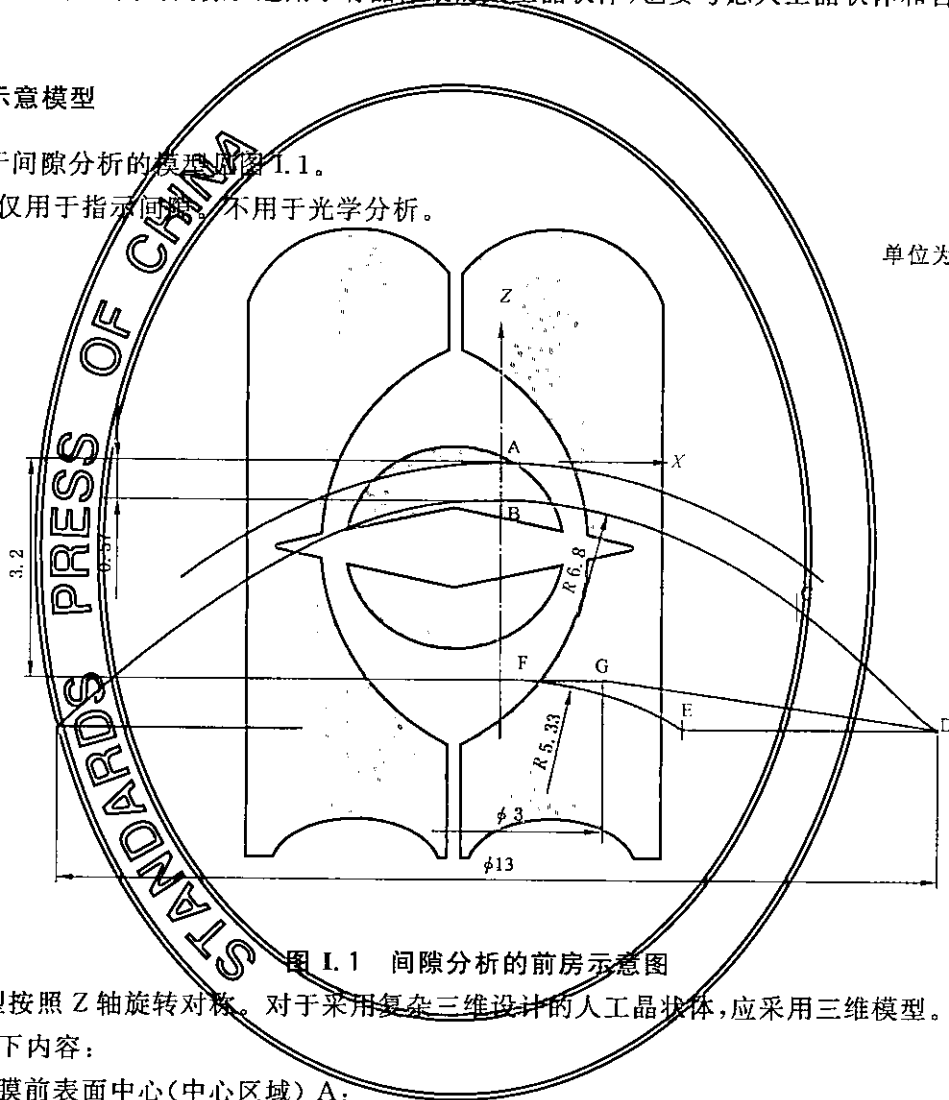 示意模型
于间隙分析的模型见图 I.1。
仅用于指示间隙。不用于光学分析。
单位为
Z
A
X
B
3.2
0.57
R6.8
C
F
G
E
D
R5.33
ϕ3
ϕ13
STANDARDS PRESS OF CHINA
图 I.1 间隙分析的前房示意图
型按照 Z 轴旋转对称。对于采用复杂三维设计的人工晶状体,应采用三维模型。
下内容:
膜前表面中心(中心区域) A;